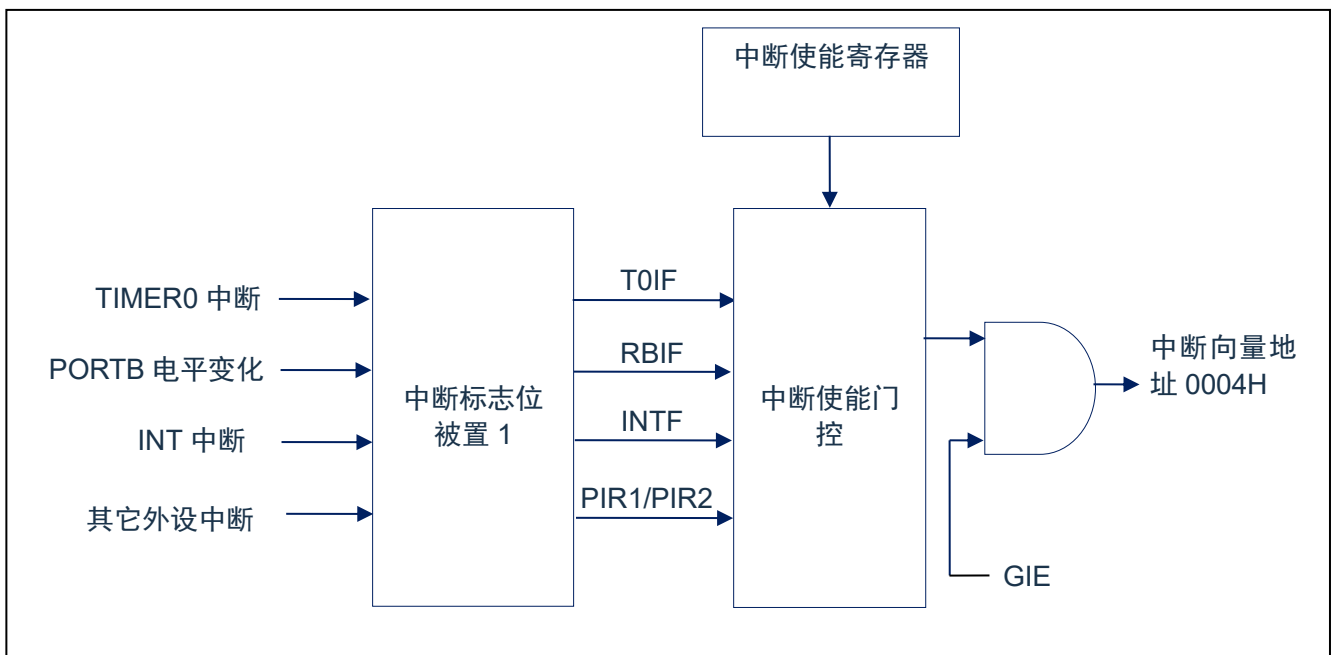 中断使能寄存器
TIMER0 中断
PORTB 电平变化
INT 中断
其它外设中断
中断标志位
被置 1
T0IF
RBIF
INTF
PIR1/PIR2
中断使能门
控
中断向量地
址 0004H
GIE